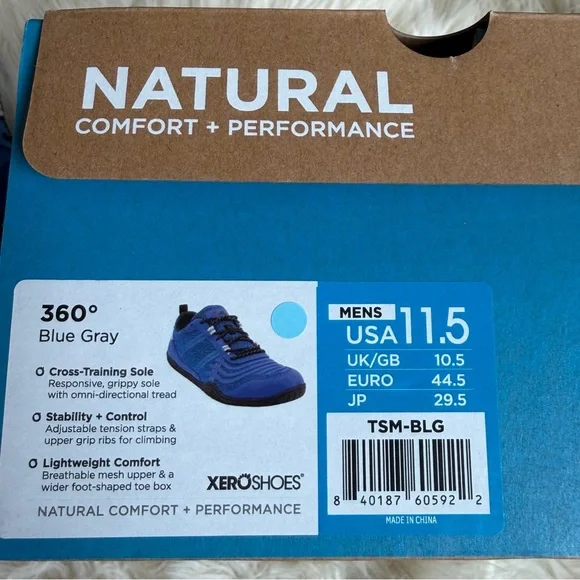 NATURAL
COMFORT + PERFORMANCE
360°
Blue Gray
Cross-Training Sole
Responsive, grippy sole
with omni-directional tread
Stability + Control
Adjustable tension straps &
upper grip ribs for climbing
Lightweight Comfort
Breathable mesh upper & a
wider foot-shaped toe box
XEROSHOES®
NATURAL COMFORT + PERFORMANCE
MENS
USA 11.5
UK/GB 10.5
EURO 44.5
JP 29.5
TSM-BLG
8 40187 60592 2
MADE IN CHINA